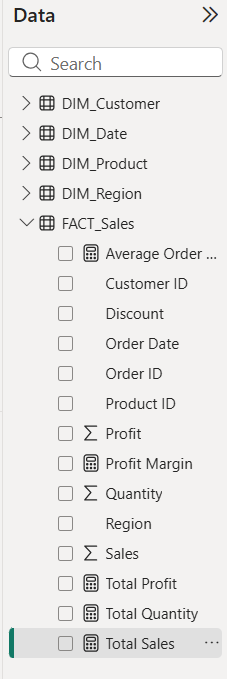 Data
Search
DIM_Customer
DIM_Date
DIM_Product
DIM_Region
FACT_Sales
Average Order ...
Customer ID
Discount
Order Date
Order ID
Product ID
Profit
Profit Margin
Quantity
Region
Sales
Total Profit
Total Quantity
Total Sales